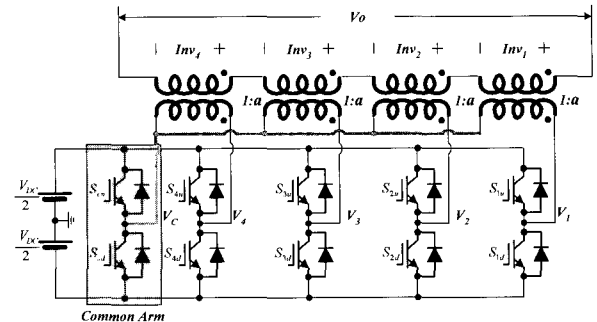 Vo
Inv4 Inv3 Inv2 Inv1
1:a 1:a 1:a 1:a
VDC/2
VDC/2
S4u S3u S2u S1u
VC V4 V3 V2 V1
S4d S3d S2d S1d
Common Arm